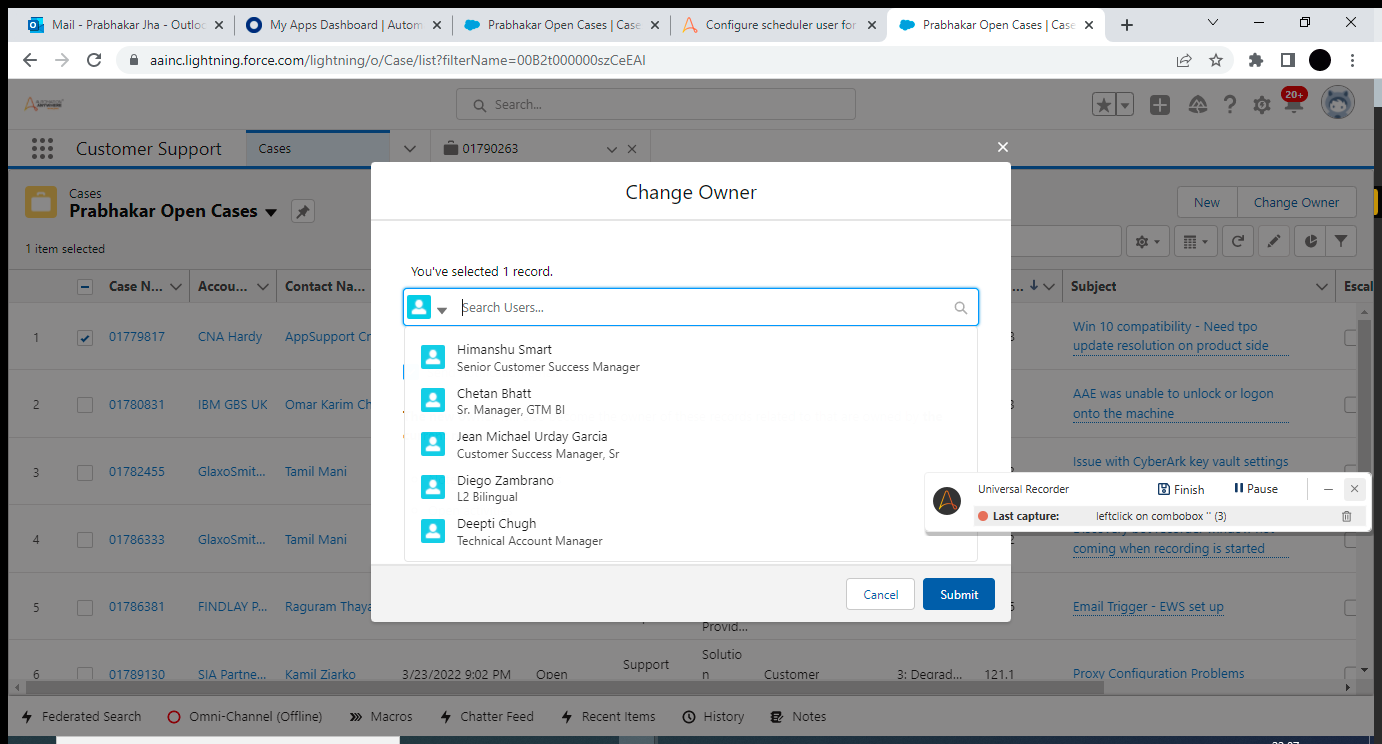 Mail - Prabhakar Jha - Outlo
My Apps Dashboard | Autom
Prabhakar Open Cases | Case
Configure scheduler user for
Prabhakar Open Cases | Case
aainc.lightning.force.com/lightning/o/Case/list?filterName=00B2t000000szCeEAI
Search...
20+
Customer Support
Cases
01790263
Change Owner
Cases
Prabhakar Open Cases
New
Change Owner
1 item selected
You've selected 1 record.
Case N...
Accou...
Contact Na...
...
Subject
Escal
Search Users...
1
01779817
CNA Hardy
AppSupport Cr
Win 10 compatibility - Need tpo
update resolution on product side
Himanshu Smart
Senior Customer Success Manager
Chetan Bhatt
Sr. Manager, GTM BI
2
01780831
IBM GBS UK
Omar Karim Ch
AAE was unable to unlock or logon
onto the machine
Jean Michael Urday Garcia
Customer Success Manager, Sr
3
01782455
GlaxoSmit...
Tamil Mani
Issue with CyberArk key vault settings
Diego Zambrano
L2 Bilingual
Universal Recorder
Finish
Pause
Last capture:
leftclick on combobox '' (3)
Deepti Chugh
Technical Account Manager
4
01786333
GlaxoSmit...
Tamil Mani
coming when recording is started
Cancel
Submit
5
01786381
FINDLAY P...
Raguram Thaya
Email Trigger - EWS set up
Provid...
6
01789130
SIA Partne...
Kamil Ziarko
3/23/2022 9:02 PM
Open
Support
Solutio
n
Customer
3: Degrad...
121.1
Proxy Configuration Problems
Federated Search
Omni-Channel (Offline)
Macros
Chatter Feed
Recent Items
History
Notes